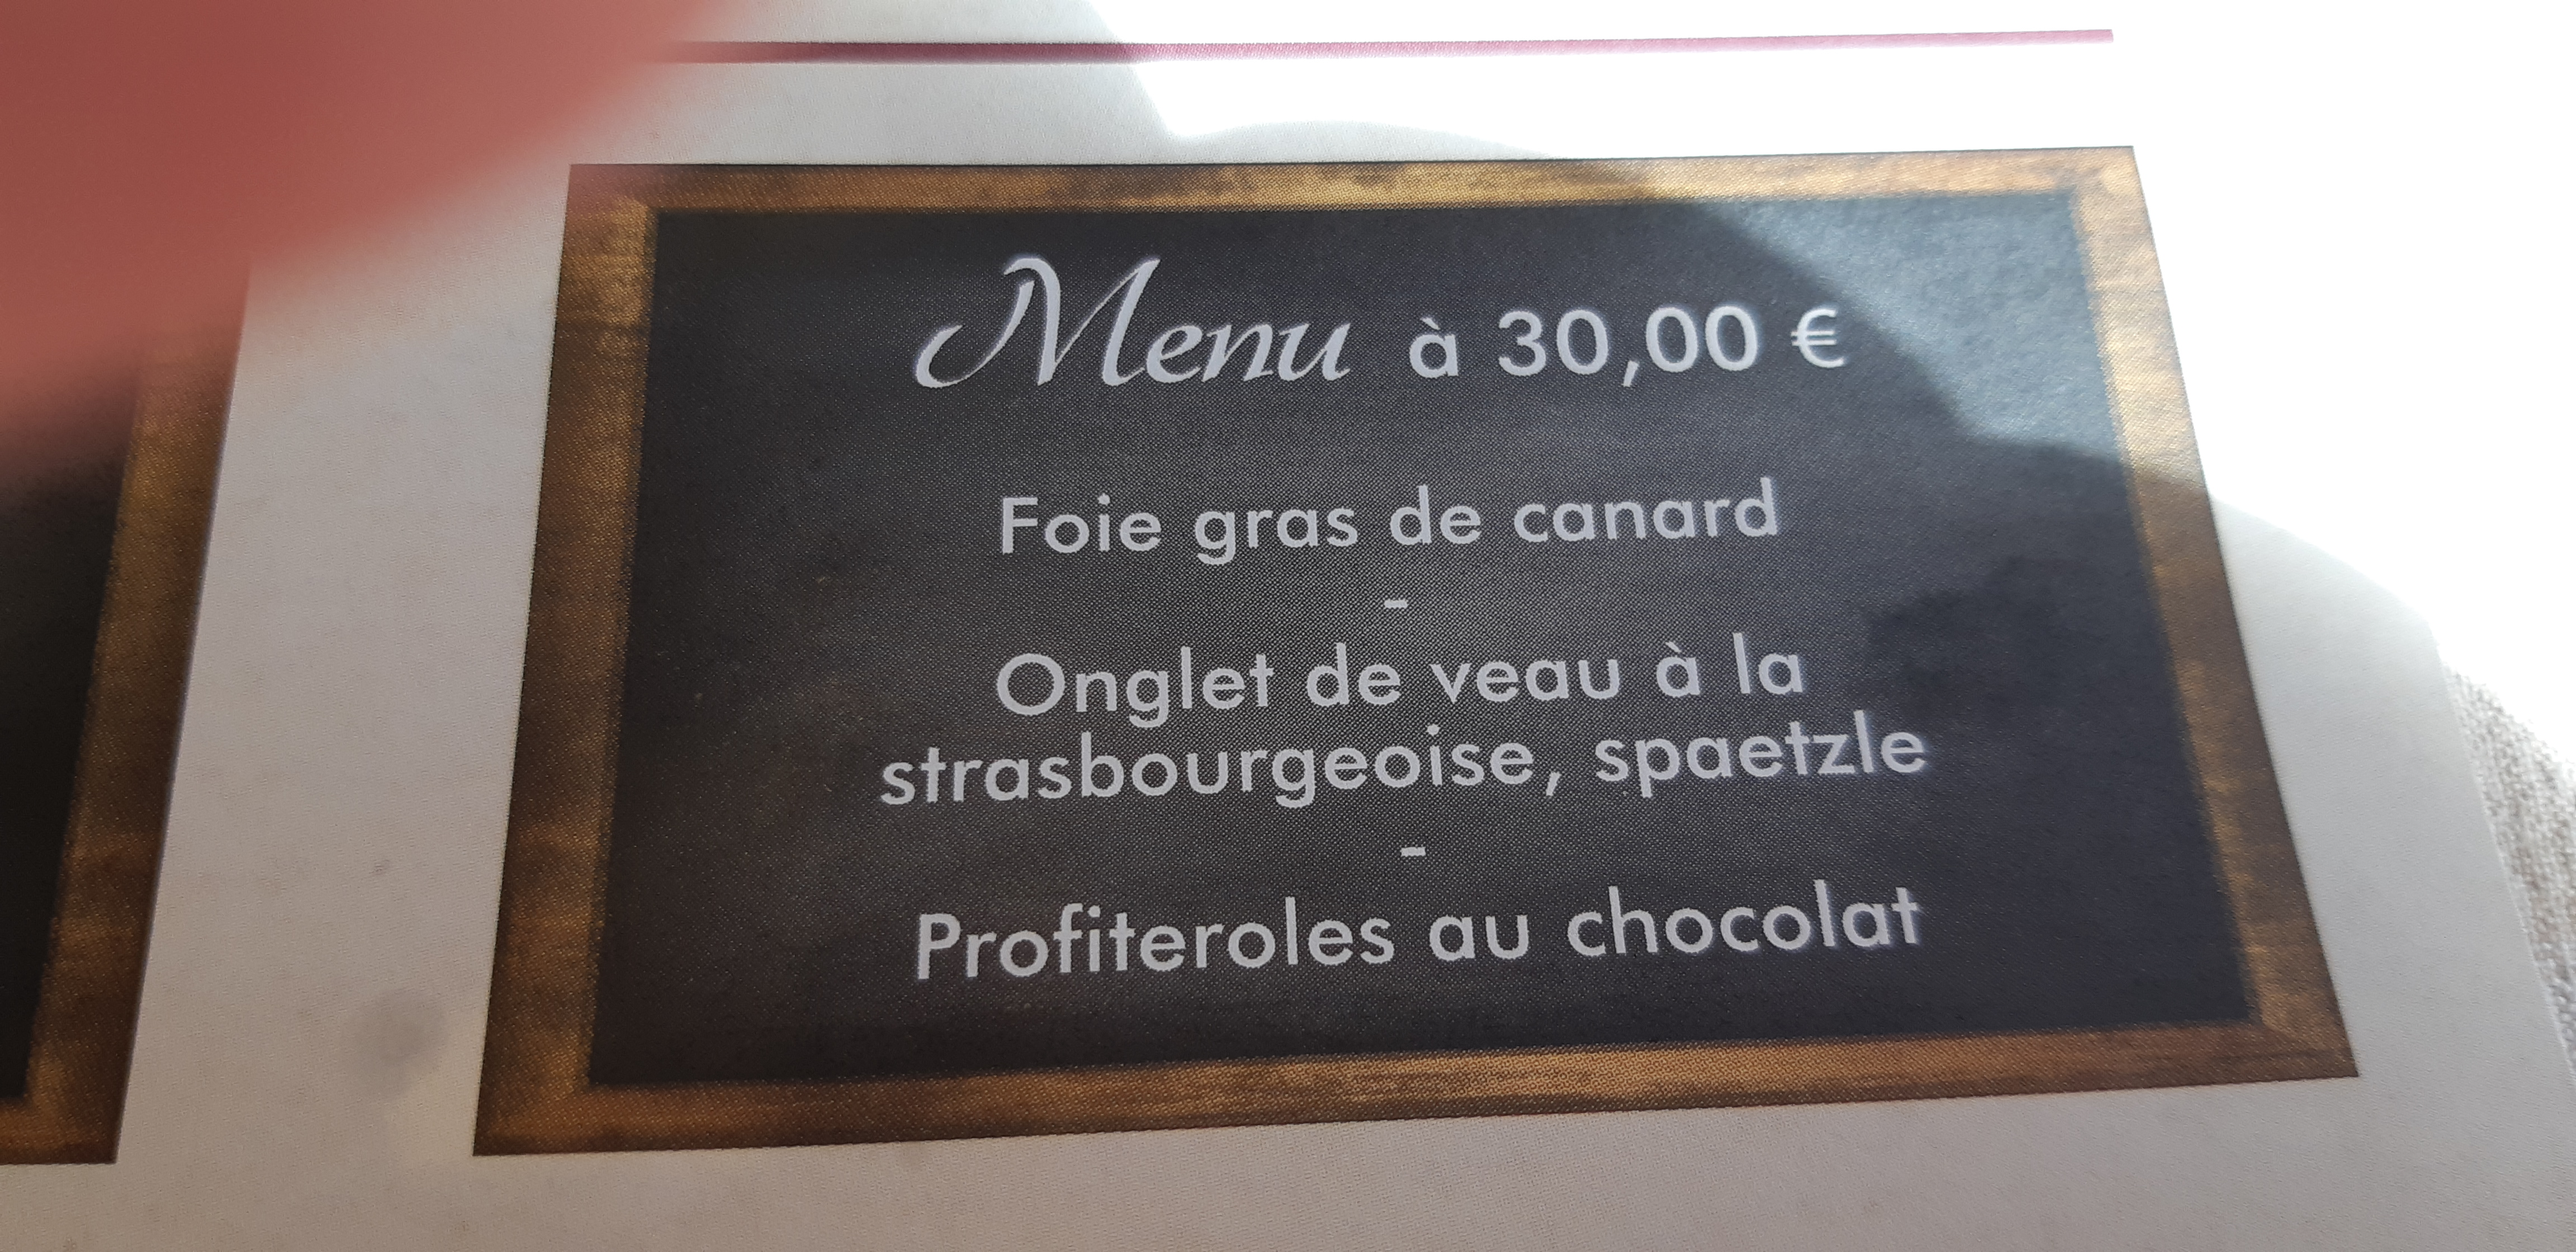 Menu à 30,00 €
Foie gras de canard
-
Onglet de veau à la
strasbourgeoise, spaetzle
-
Profiteroles au chocolat